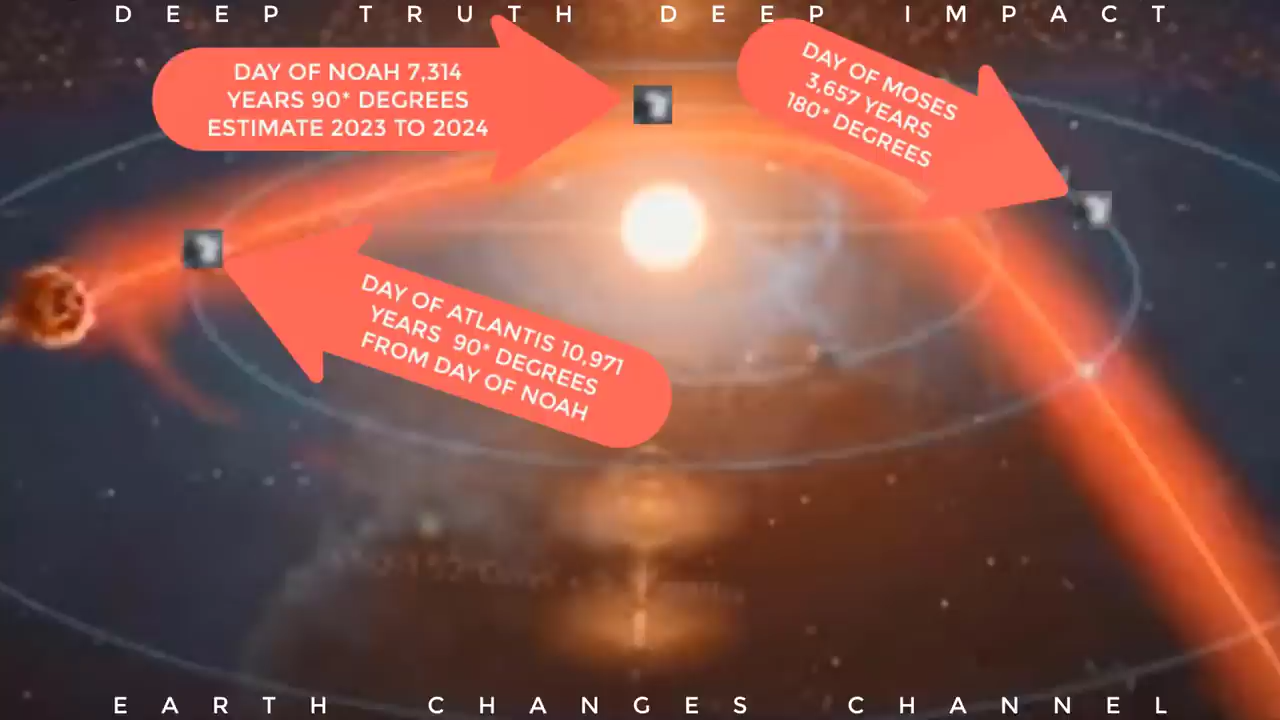 DEEP TRUTH DEEP IMPACT
DAY OF NOAH 7,314
YEARS 90* DEGREES
ESTIMATE 2023 TO 2024
DAY OF MOSES
3,657 YEARS
180* DEGREES
DAY OF ATLANTIS 10,971
YEARS 90* DEGREES
FROM DAY OF NOAH
EARTH CHANGES CHANNEL